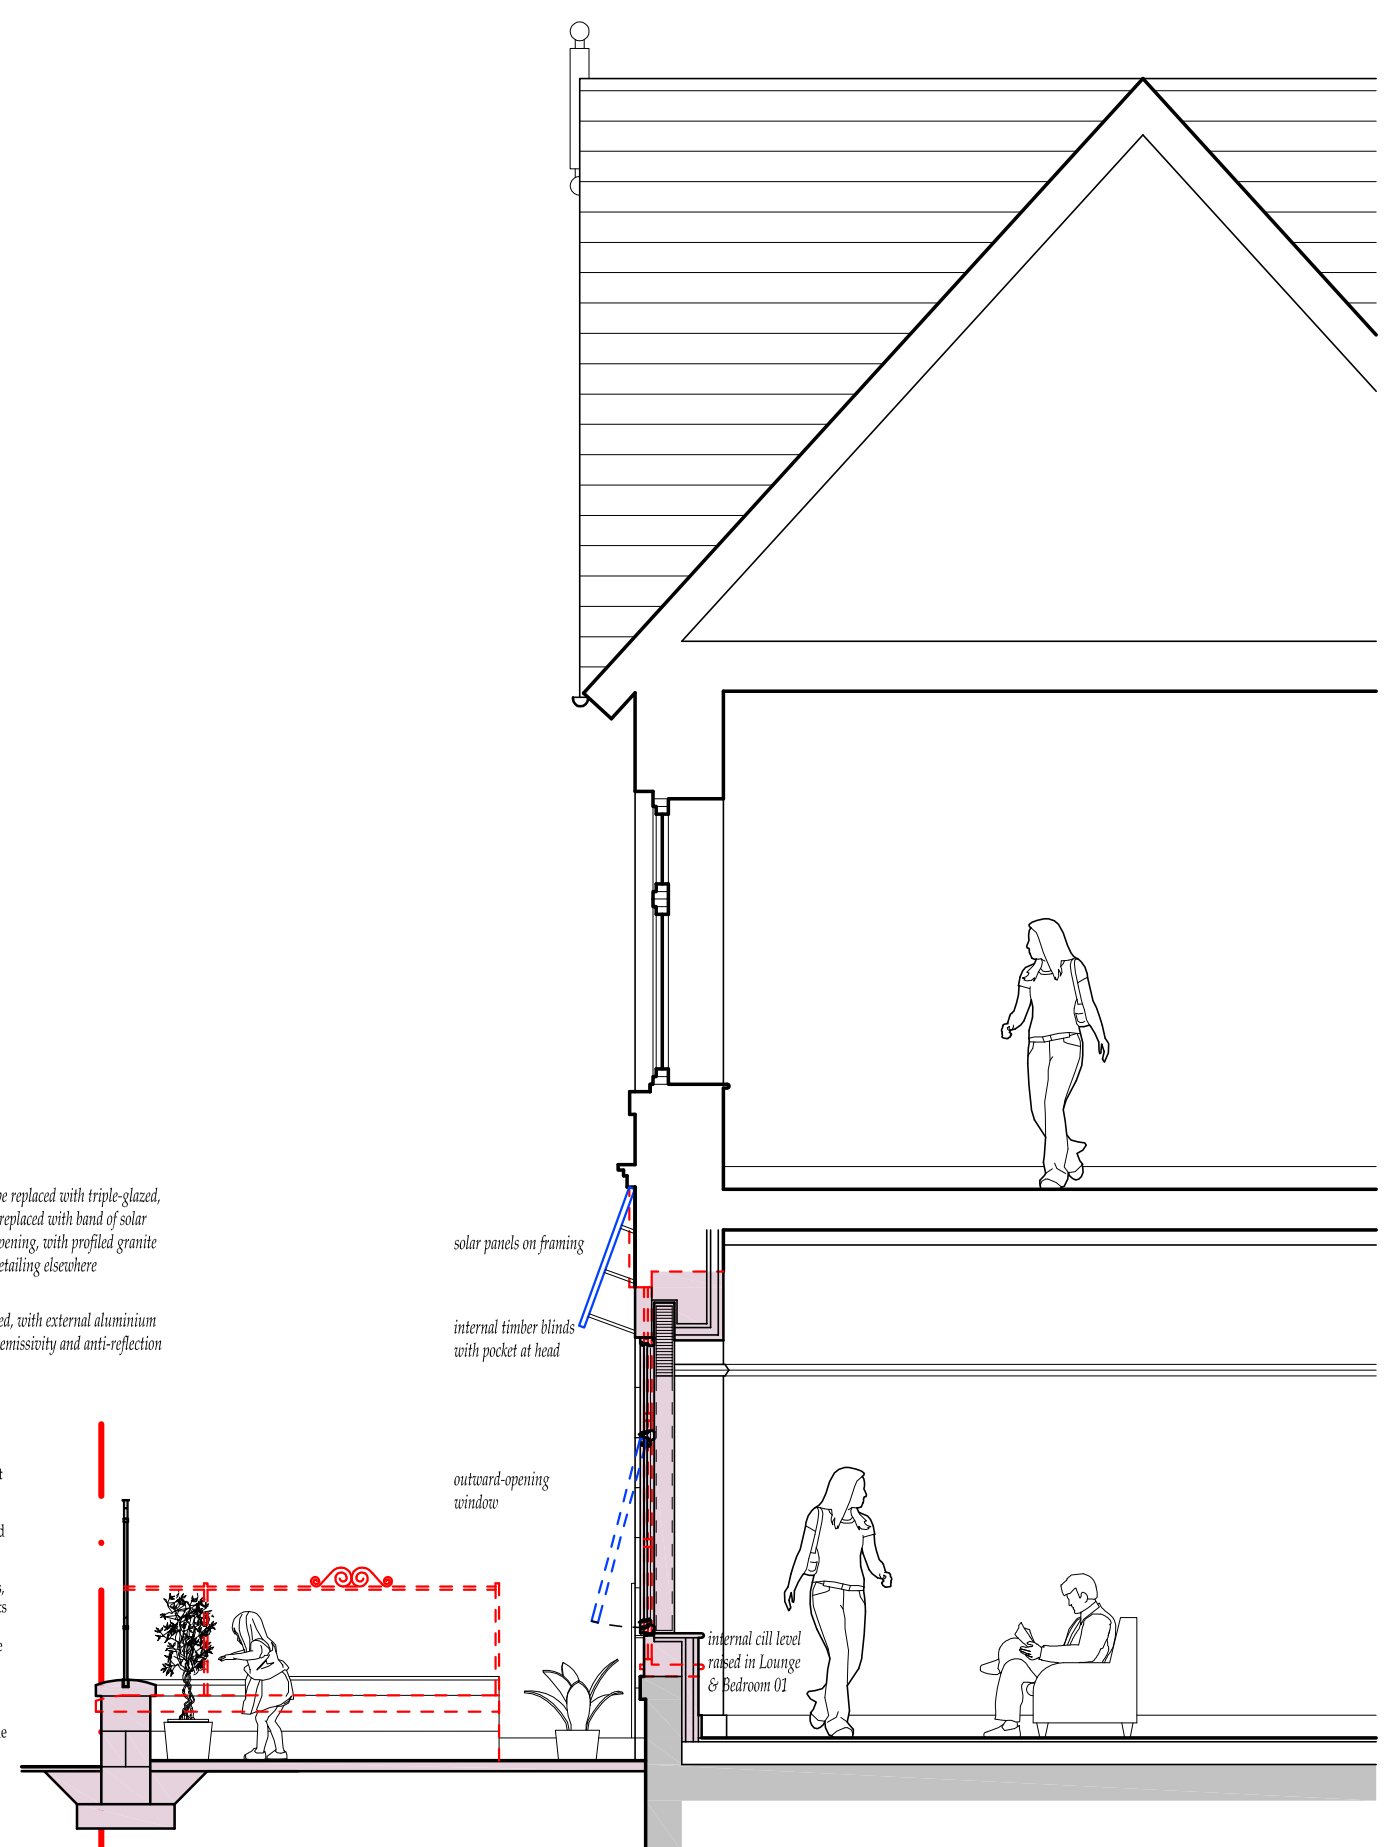 be replaced with triple-glazed,
replaced with band of solar
pening, with profiled granite
etailing elsewhere
ed, with external aluminium
emissivity and anti-reflection
solar panels on framing
internal timber blinds
with pocket at head
outward-opening
window
internal cill level
raised in Lounge
& Bedroom 01